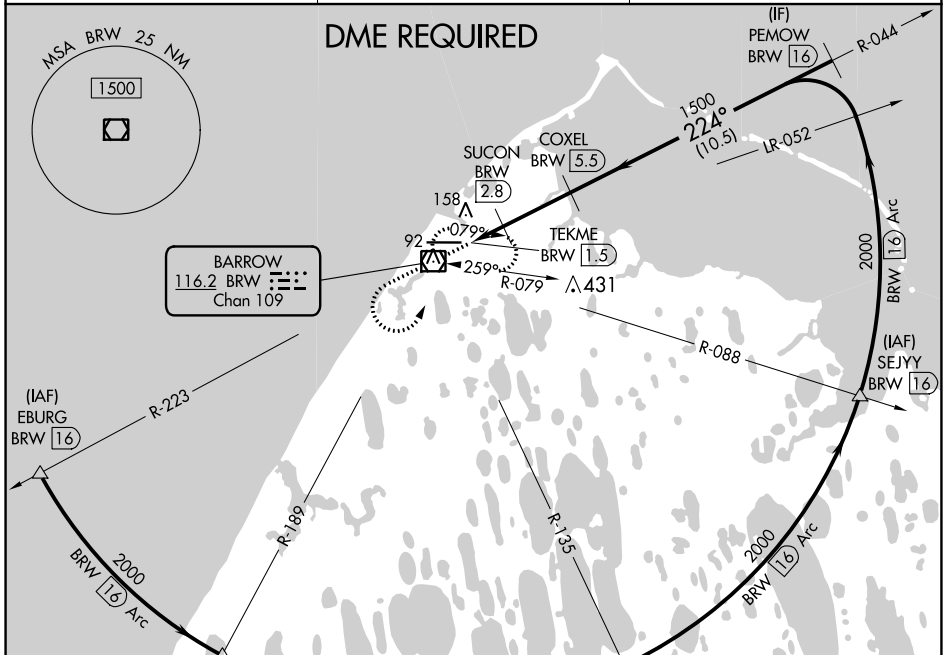 DME REQUIRED
MSA BRW 25 NM
1500
(IF)
PEMOW
BRW 16
R-044
1500
224°
(10.5)
LR-052
COXEL
BRW 5.5
SUCON
BRW
2.8
158
079°
92
TEKME
BRW 1.5
259°
R-079
431
BARROW
116.2 BRW
Chan 109
2000
BRW 16 Arc
R-088
(IAF)
SEJYY
BRW 16
R-223
(IAF)
EBURG
BRW 16
R-189
R-135
2000
BRW 16 Arc
2000
BRW 16 Arc